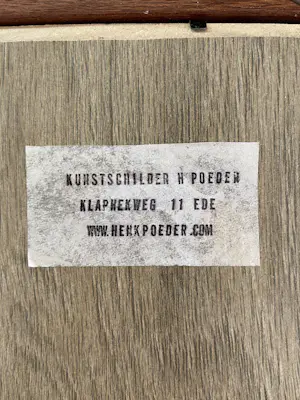 KUNSTSCHILDER H POEDER
KLAPHEKWEG 11 EDE
WWW.HENKPOEDER.COM